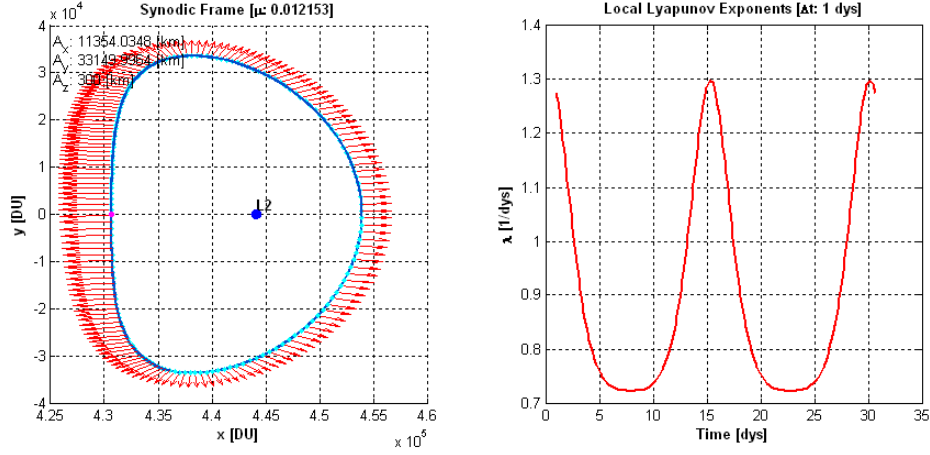 Synodic Frame [μ: 0.012153]
A_x: 11354.0348 [km]
A_y: 33149.9964 [km]
A_z: 300 [km]
x 10^4
4
3
2
1
0
-1
-2
-3
-4
y [DU]
L2
4.25 4.3 4.35 4.4 4.45 4.5 4.55 4.6
x [DU]
x 10^5
Local Lyapunov Exponents [Δt: 1 dys]
1.4
1.3
1.2
1.1
1
0.9
0.8
0.7
λ [1/dys]
0 5 10 15 20 25 30 35
Time [dys]